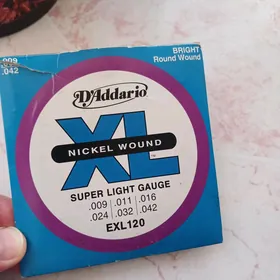 .009
.042
BRIGHT
Round Wound
D'Addario
XL
NICKEL WOUND
SUPER LIGHT GAUGE
.009 .011 .016
.024 .032 .042
EXL120